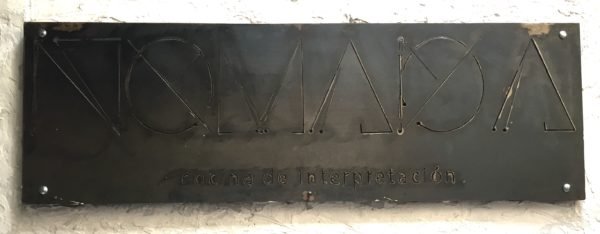 NOMADA
cocina de interpretación